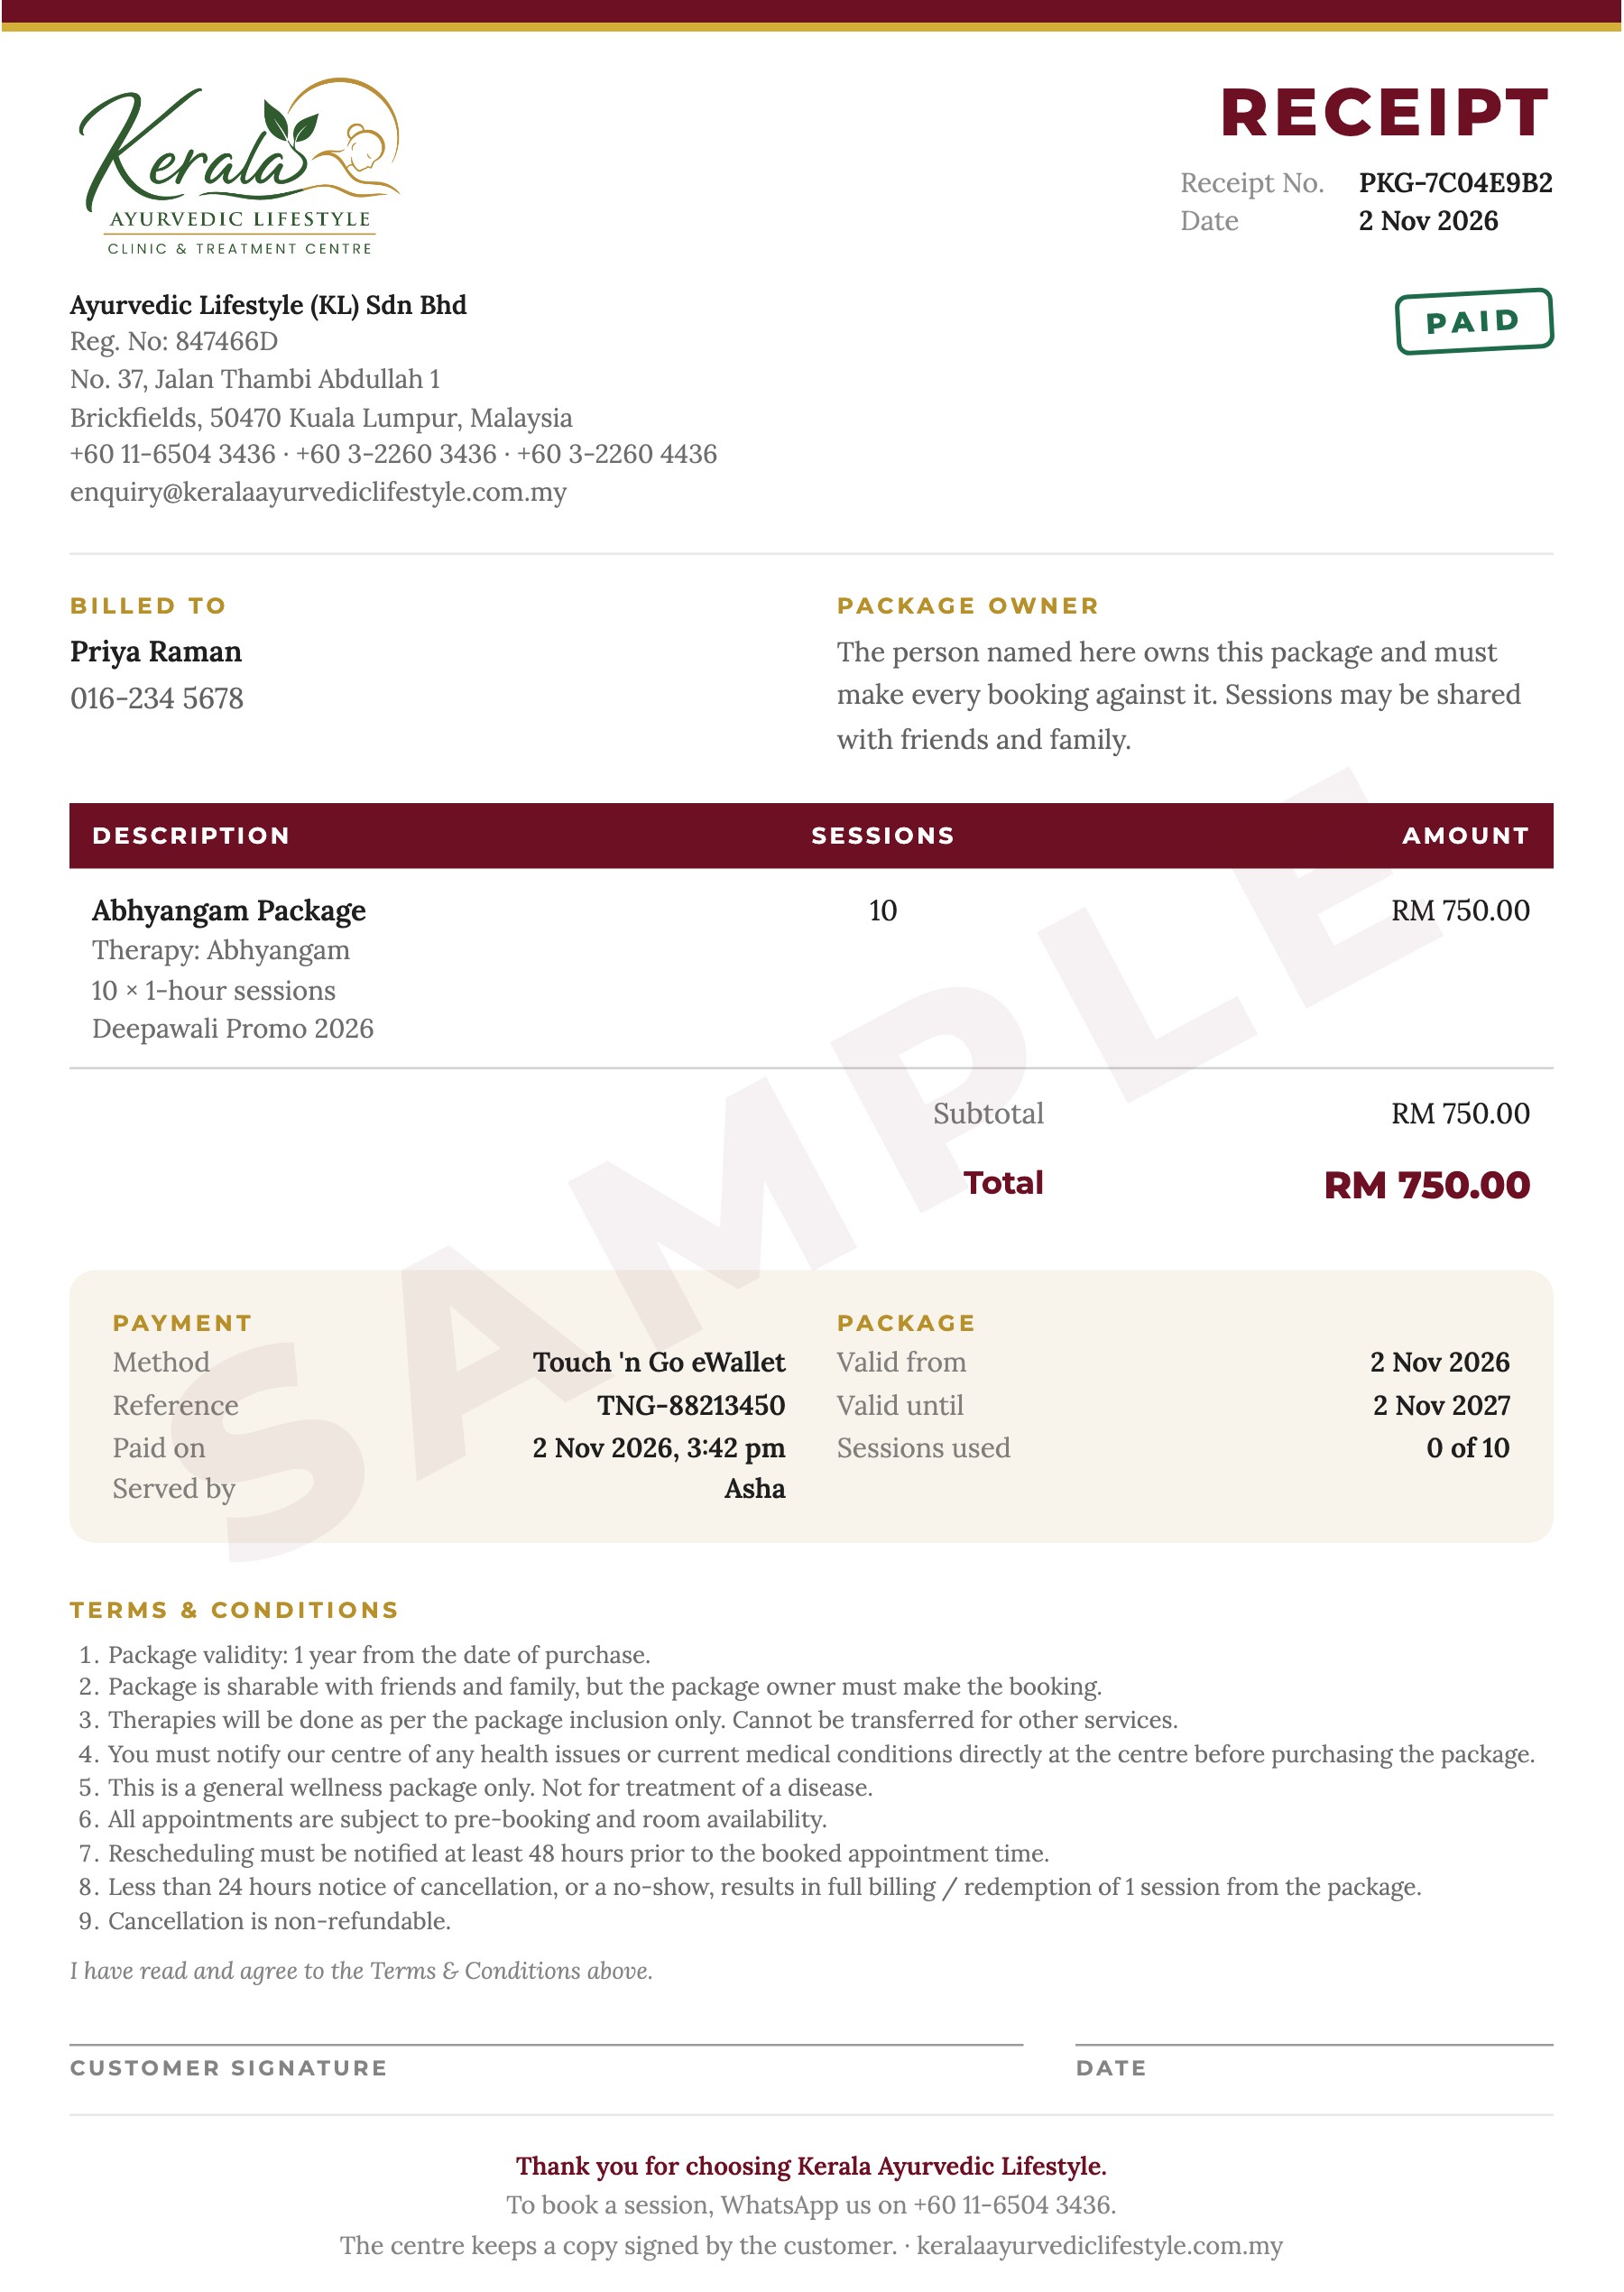 Kerala
AYURVEDIC LIFESTYLE
CLINIC & TREATMENT CENTRE
RECEIPT
Receipt No. PKG-7C04E9B2
Date 2 Nov 2026
PAID
Ayurvedic Lifestyle (KL) Sdn Bhd
Reg. No: 847466D
No. 37, Jalan Thambi Abdullah 1
Brickfields, 50470 Kuala Lumpur, Malaysia
+60 11-6504 3436 · +60 3-2260 3436 · +60 3-2260 4436
enquiry@keralaayurvediclifestyle.com.my
BILLED TO
Priya Raman
016-234 5678
PACKAGE OWNER
The person named here owns this package and must
make every booking against it. Sessions may be shared
with friends and family.
DESCRIPTION SESSIONS AMOUNT
Abhyangam Package 10 RM 750.00
Therapy: Abhyangam
10 × 1-hour sessions
Deepawali Promo 2026
Subtotal RM 750.00
Total RM 750.00
SAMPLE
PAYMENT
Method Touch 'n Go eWallet
Reference TNG-88213450
Paid on 2 Nov 2026, 3:42 pm
Served by Asha
PACKAGE
Valid from 2 Nov 2026
Valid until 2 Nov 2027
Sessions used 0 of 10
TERMS & CONDITIONS
1. Package validity: 1 year from the date of purchase.
2. Package is sharable with friends and family, but the package owner must make the booking.
3. Therapies will be done as per the package inclusion only. Cannot be transferred for other services.
4. You must notify our centre of any health issues or current medical conditions directly at the centre before purchasing the package.
5. This is a general wellness package only. Not for treatment of a disease.
6. All appointments are subject to pre-booking and room availability.
7. Rescheduling must be notified at least 48 hours prior to the booked appointment time.
8. Less than 24 hours notice of cancellation, or a no-show, results in full billing / redemption of 1 session from the package.
9. Cancellation is non-refundable.
I have read and agree to the Terms & Conditions above.
CUSTOMER SIGNATURE DATE
Thank you for choosing Kerala Ayurvedic Lifestyle.
To book a session, WhatsApp us on +60 11-6504 3436.
The centre keeps a copy signed by the customer. · keralaayurvediclifestyle.com.my